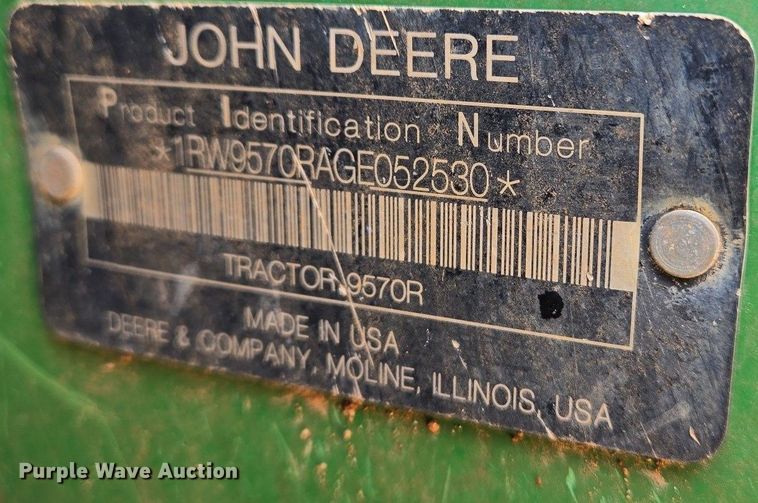 JOHN DEERE
Product Identification Number
*1RW9570RAGE052530*
TRACTOR 9570R
MADE IN USA
DEERE & COMPANY, MOLINE, ILLINOIS, USA
Purple Wave Auction